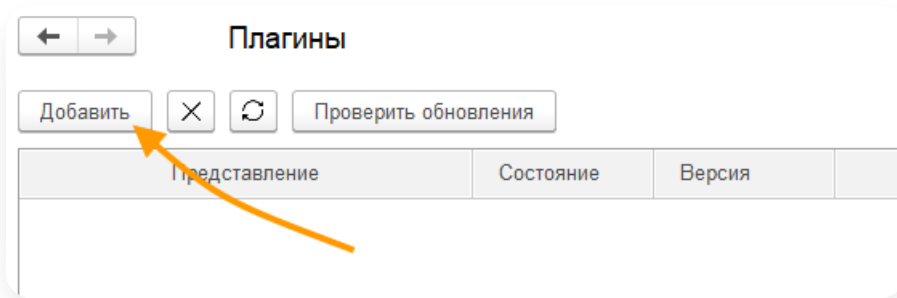 Плагины
Добавить Проверить обновления
Представление Состояние Версия